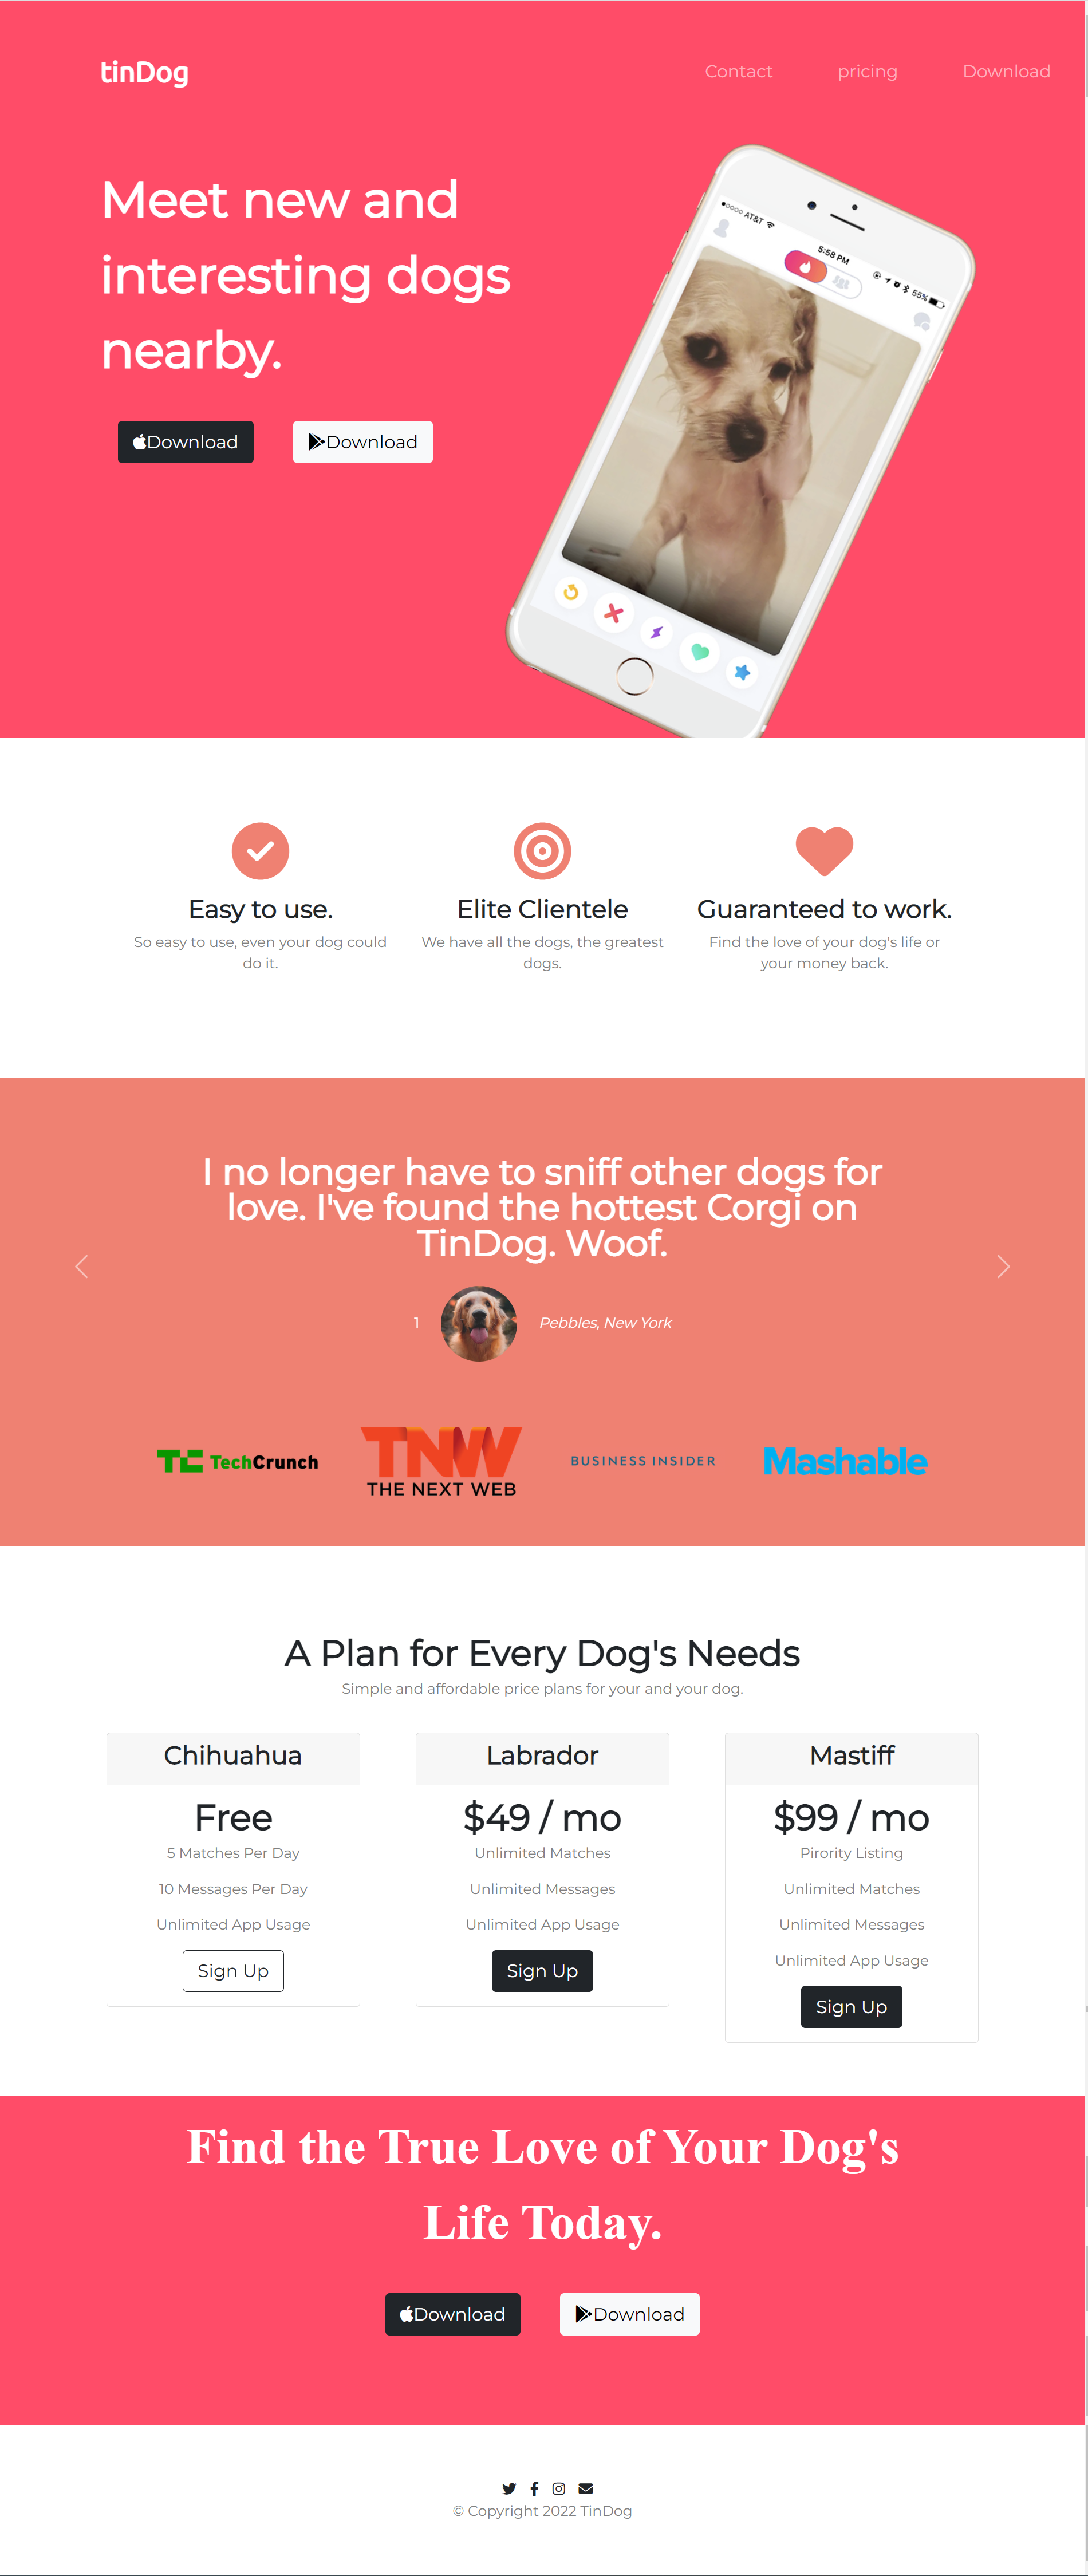 tinDog
Contact pricing Download
Meet new and
interesting dogs
nearby.
Download Download
●○○○○ AT&T 5:58 PM 55%
Easy to use.
So easy to use, even your dog could
do it.
Elite Clientele
We have all the dogs, the greatest
dogs.
Guaranteed to work.
Find the love of your dog's life or
your money back.
I no longer have to sniff other dogs for
love. I've found the hottest Corgi on
TinDog. Woof.
1 Pebbles, New York
TC TechCrunch
TNW
THE NEXT WEB
BUSINESS INSIDER
Mashable
A Plan for Every Dog's Needs
Simple and affordable price plans for your and your dog.
Chihuahua
Free
5 Matches Per Day
10 Messages Per Day
Unlimited App Usage
Sign Up
Labrador
$49 / mo
Unlimited Matches
Unlimited Messages
Unlimited App Usage
Sign Up
Mastiff
$99 / mo
Pirority Listing
Unlimited Matches
Unlimited Messages
Unlimited App Usage
Sign Up
Find the True Love of Your Dog's
Life Today.
Download Download
© Copyright 2022 TinDog